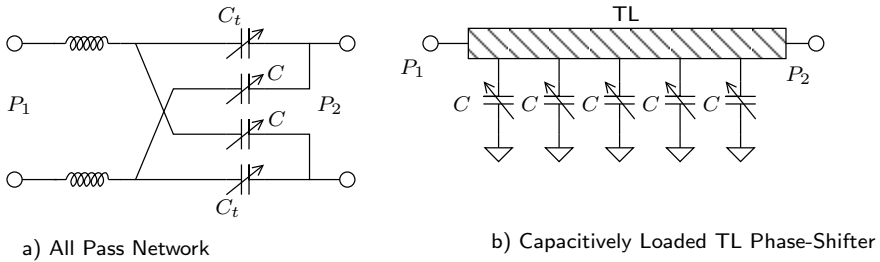 C_t
C
P_1
P_2
C
C_t
a) All Pass Network
TL
P_1
P_2
C C C C C
b) Capacitively Loaded TL Phase-Shifter